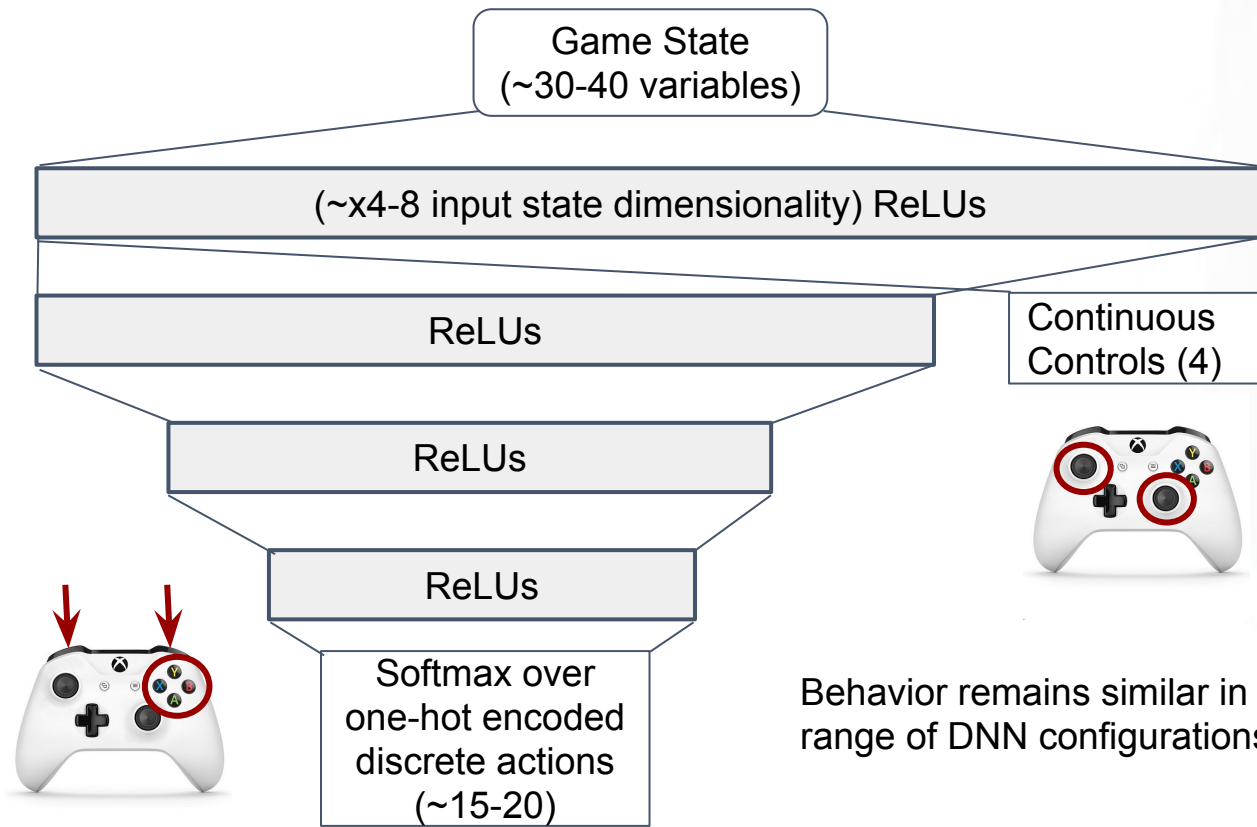 Game State
(~30-40 variables)
(~x4-8 input state dimensionality) ReLUs
ReLUs
Continuous
Controls (4)
ReLUs
Y
X
B
A
ReLUs
Y
X
B
A
Softmax over
one-hot encoded
discrete actions
(~15-20)
Behavior remains similar in
range of DNN configurations